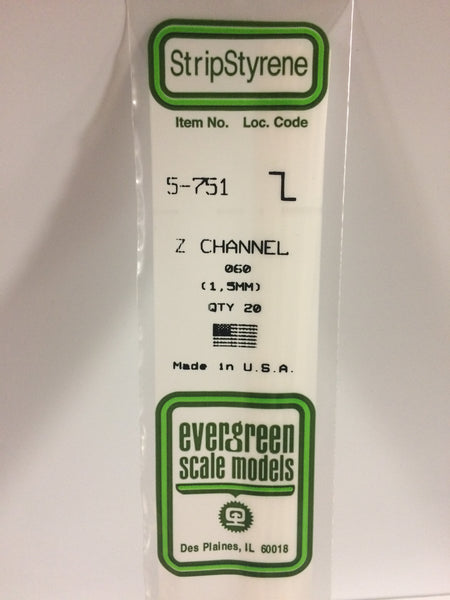 StripStyrene
Item No. Loc. Code
5-751
Z CHANNEL
060
(1,5MM)
QTY 20
Made in U.S.A.
evergreen
scale models
Des Plaines, IL 60018